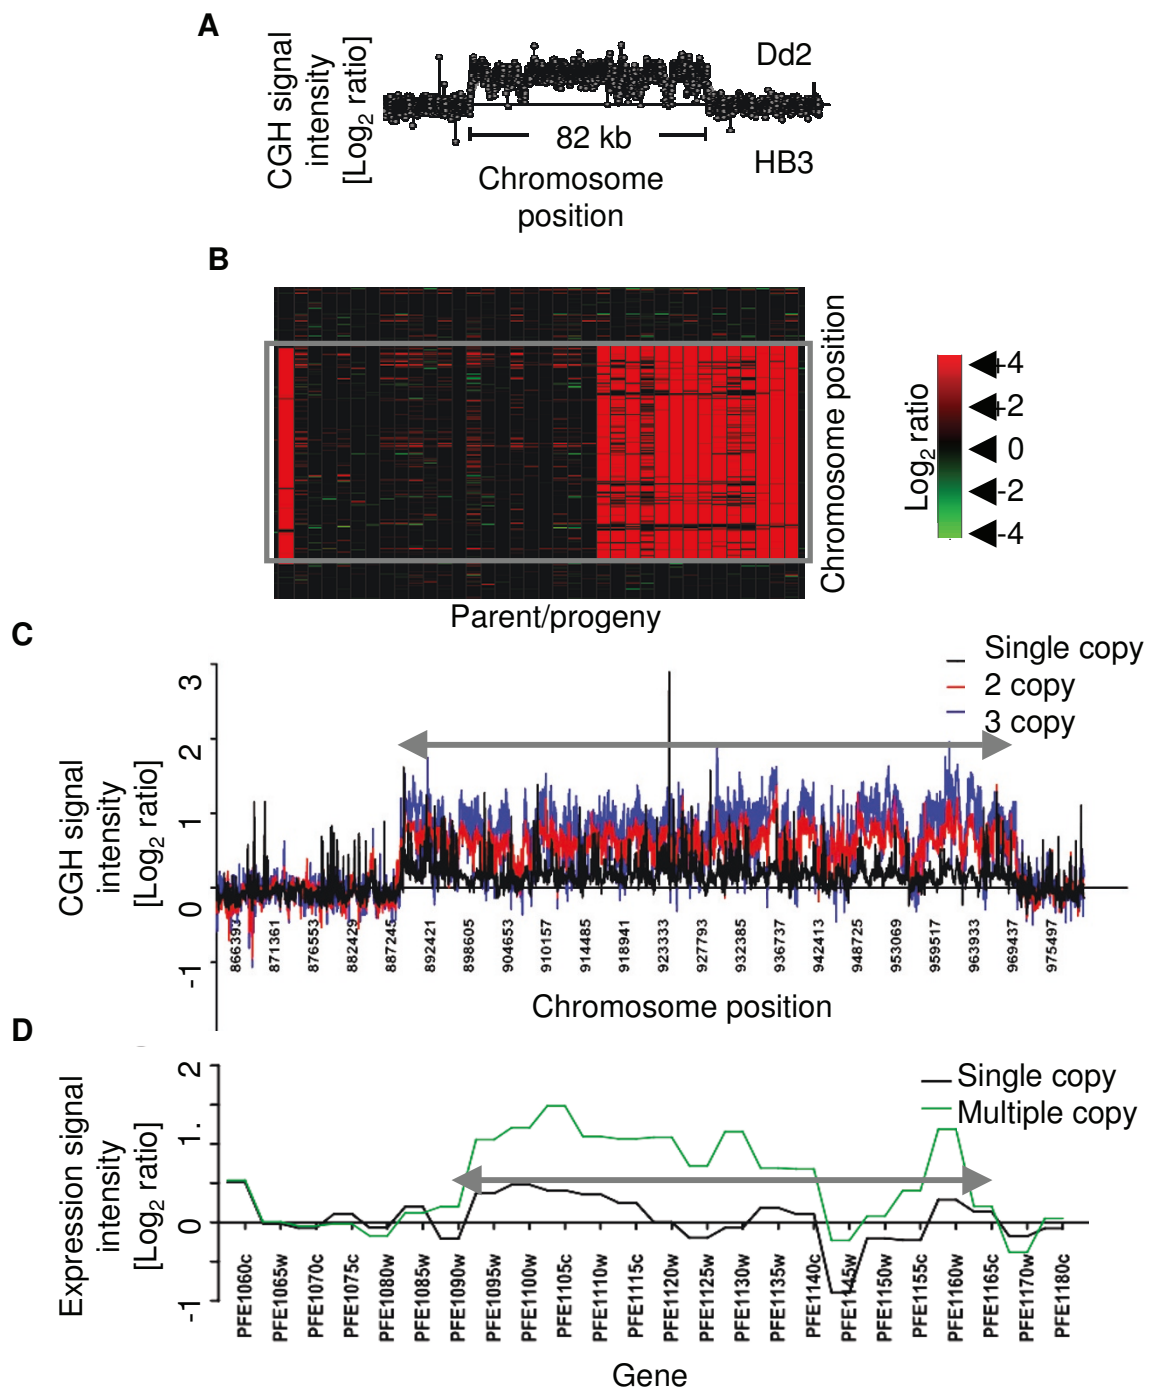 A
CGH signal
intensity
[Log2 ratio]
Dd2
82 kb
HB3
Chromosome
position
B
Chromosome position
Parent/progeny
Log2 ratio
+4
+2
0
-2
-4
C
Single copy
2 copy
3 copy
CGH signal
intensity
[Log2 ratio]
3
2
1
0
-1
866393
871361
876553
882429
887245
892421
898605
904653
910157
914485
918941
923333
927793
932385
936737
942413
948725
953069
959517
963933
969437
975497
Chromosome position
D
Single copy
Multiple copy
Expression signal
intensity
[Log2 ratio]
2
1.
0
-1
PFE1060c
PFE1065w
PFE1070c
PFE1075c
PFE1080w
PFE1085w
PFE1090w
PFE1095w
PFE1100w
PFE1105c
PFE1110w
PFE1115c
PFE1120w
PFE1125w
PFE1130w
PFE1135w
PFE1140c
PFE1145w
PFE1150w
PFE1155c
PFE1160w
PFE1165c
PFE1170w
PFE1180c
Gene